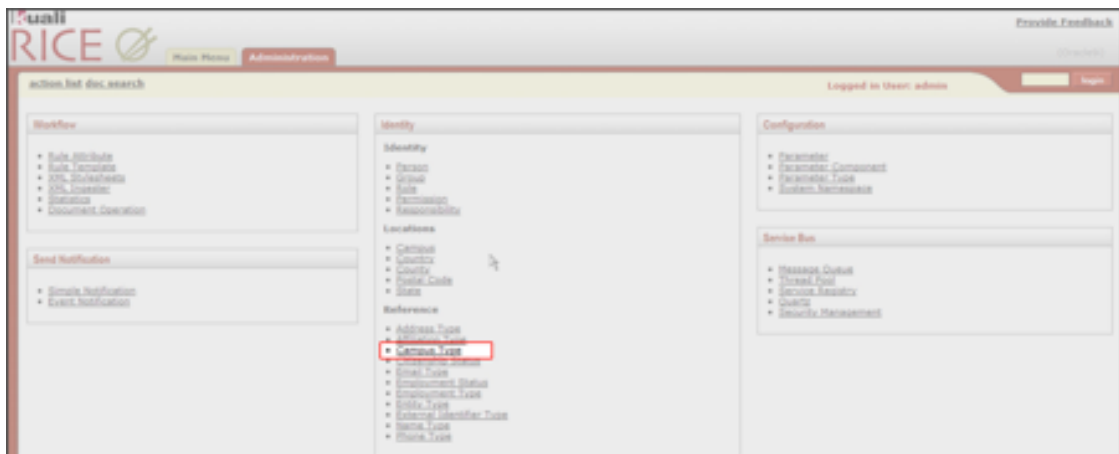 Kuali
RICE
Provide Feedback
Main Menu
Administration
action list doc search
Logged in User: admin
login
Workflow
Rule Attribute
Rule Template
XML Stylesheets
XML Ingester
Statistics
Document Operation
Send Notification
Simple Notification
Event Notification
Identity
Identity
Person
Group
Role
Permission
Responsibility
Locations
Campus
Country
County
Postal Code
State
Reference
Address Type
Affiliation Type
Campus Type
Citizenship Status
Email Type
Employment Status
Employment Type
Entity Type
External Identifier Type
Name Type
Phone Type
Configuration
Parameter
Parameter Component
Parameter Type
System Namespace
Service Bus
Message Queue
Thread Pool
Service Registry
Quartz
Security Management